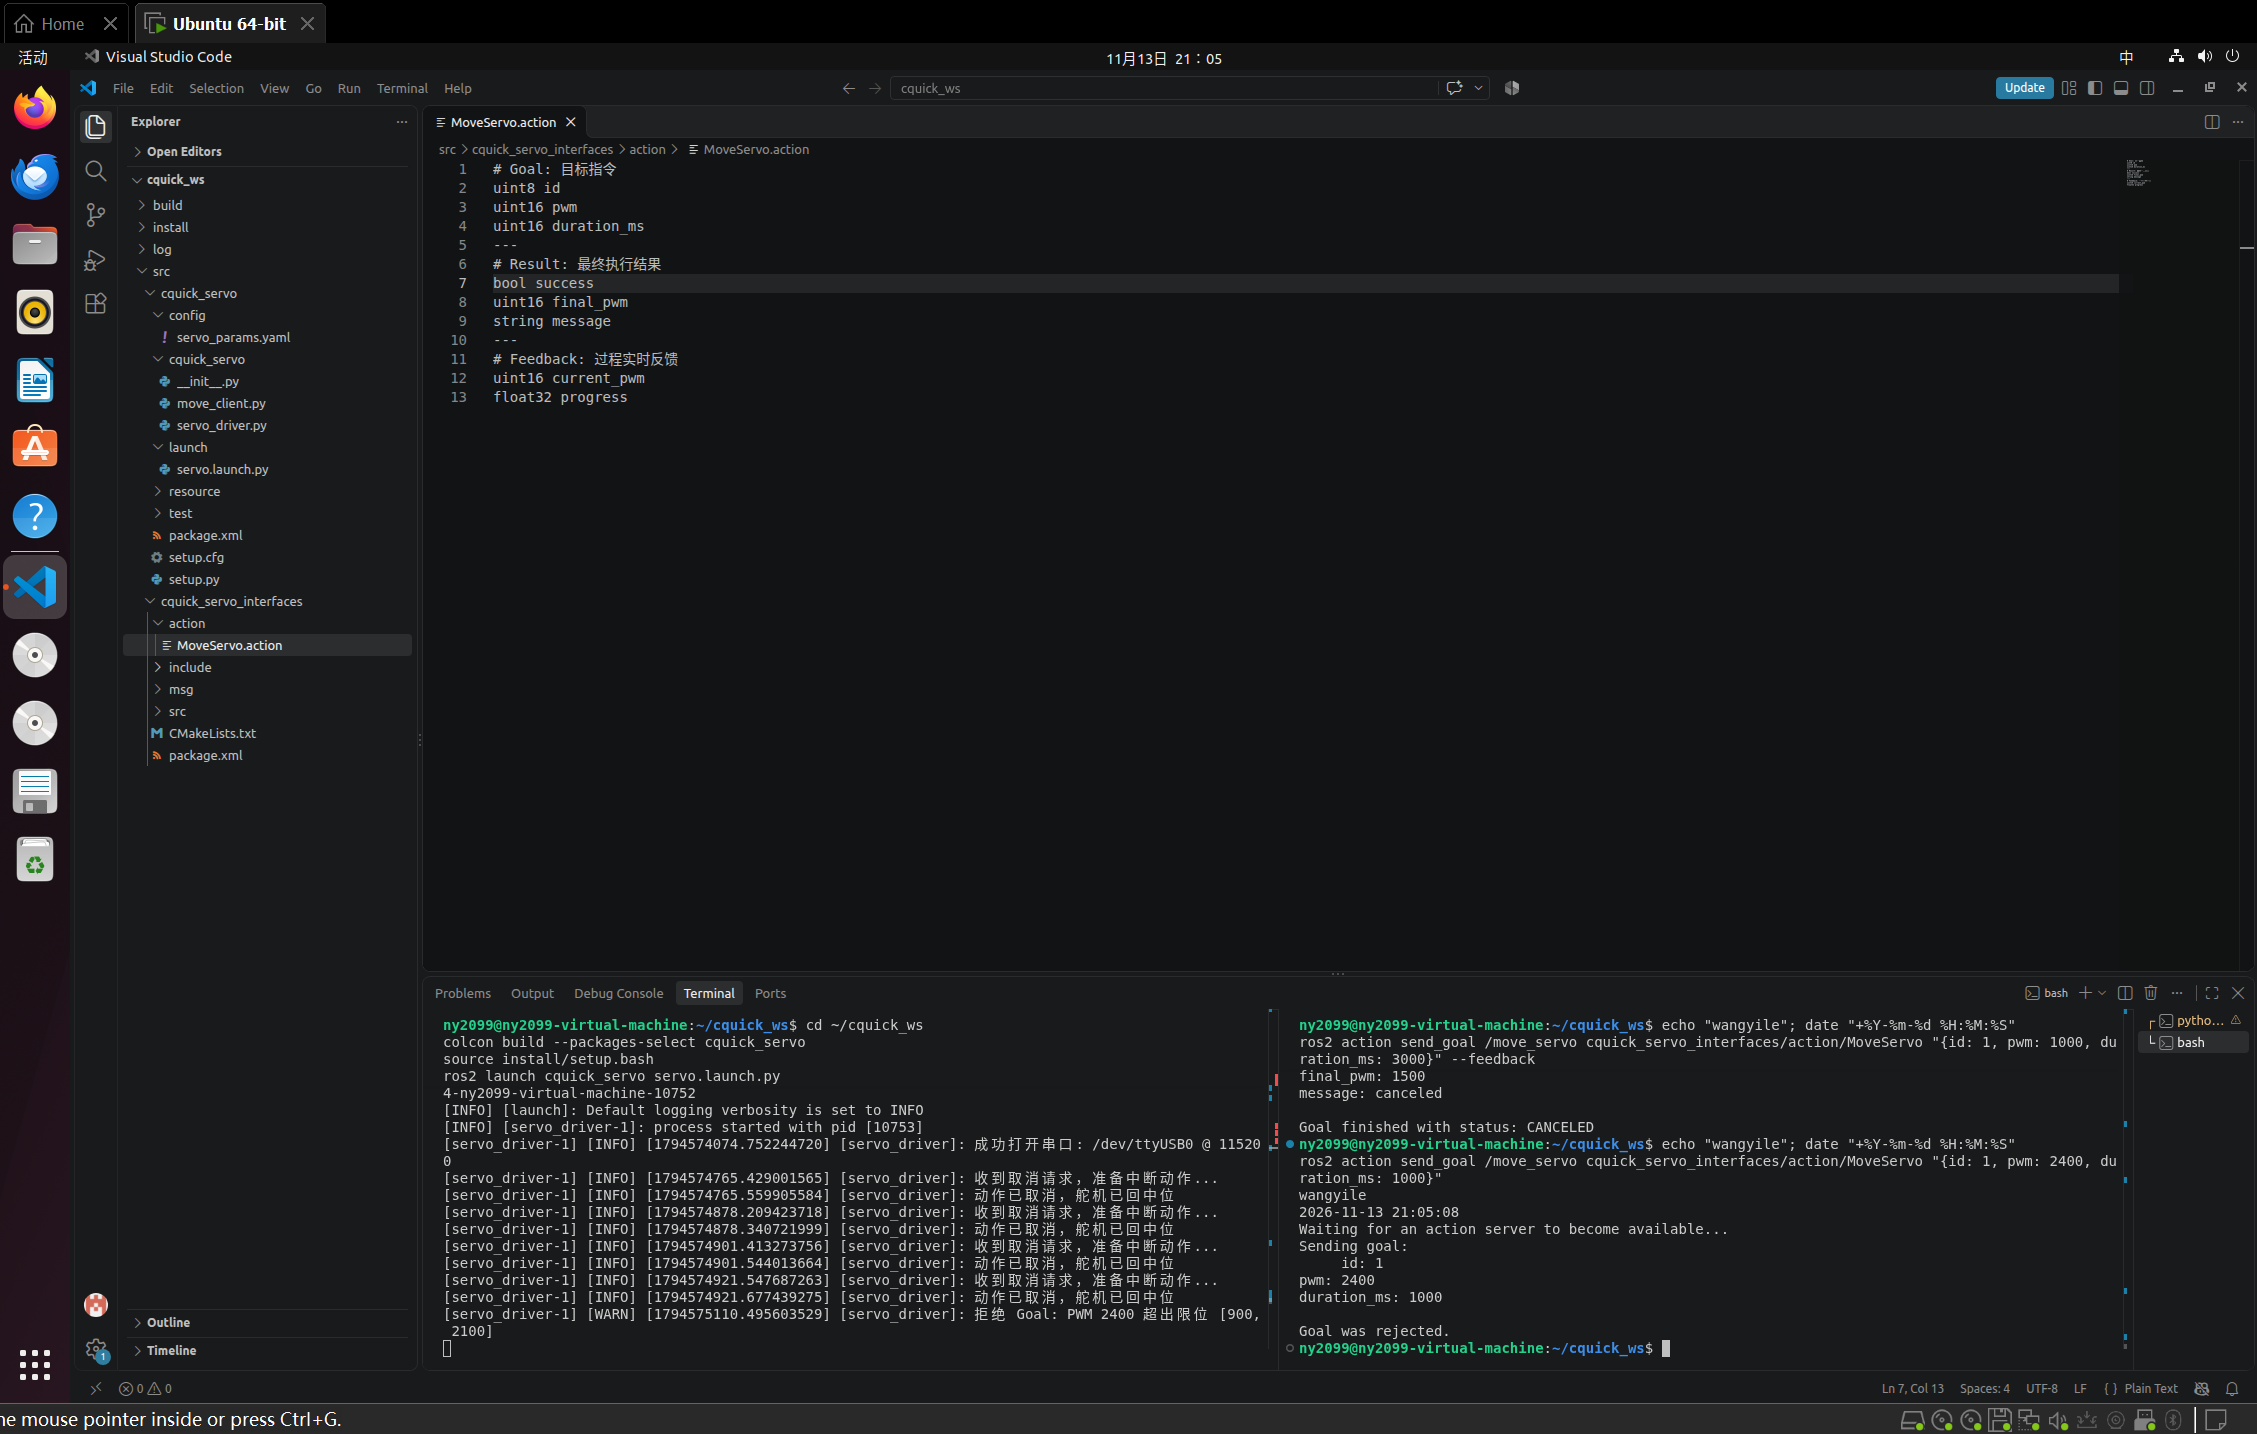 Home
Ubuntu 64-bit
活动
Visual Studio Code
11月13日 21：05
中
File Edit Selection View Go Run Terminal Help
cquick_ws
Update
Explorer
Open Editors
cquick_ws
build
install
log
src
cquick_servo
config
servo_params.yaml
cquick_servo
__init__.py
move_client.py
servo_driver.py
launch
servo.launch.py
resource
test
package.xml
setup.cfg
setup.py
cquick_servo_interfaces
action
MoveServo.action
include
msg
src
CMakeLists.txt
package.xml
Outline
Timeline
MoveServo.action
src > cquick_servo_interfaces > action > MoveServo.action
1 # Goal: 目标指令
2 uint8 id
3 uint16 pwm
4 uint16 duration_ms
5 ---
6 # Result: 最终执行结果
7 bool success
8 uint16 final_pwm
9 string message
10 ---
11 # Feedback: 过程实时反馈
12 uint16 current_pwm
13 float32 progress
Problems Output Debug Console Terminal Ports
bash
ny2099@ny2099-virtual-machine:~/cquick_ws$ cd ~/cquick_ws
colcon build --packages-select cquick_servo
source install/setup.bash
ros2 launch cquick_servo servo.launch.py
4-ny2099-virtual-machine-10752
[INFO] [launch]: Default logging verbosity is set to INFO
[INFO] [servo_driver-1]: process started with pid [10753]
[servo_driver-1] [INFO] [1794574074.752244720] [servo_driver]: 成功打开串口: /dev/ttyUSB0 @ 11520
0
[servo_driver-1] [INFO] [1794574765.429001565] [servo_driver]: 收到取消请求，准备中断动作...
[servo_driver-1] [INFO] [1794574765.559905584] [servo_driver]: 动作已取消，舵机已回中位
[servo_driver-1] [INFO] [1794574878.209423718] [servo_driver]: 收到取消请求，准备中断动作...
[servo_driver-1] [INFO] [1794574878.340721999] [servo_driver]: 动作已取消，舵机已回中位
[servo_driver-1] [INFO] [1794574901.413273756] [servo_driver]: 收到取消请求，准备中断动作...
[servo_driver-1] [INFO] [1794574901.544013664] [servo_driver]: 动作已取消，舵机已回中位
[servo_driver-1] [INFO] [1794574921.547687263] [servo_driver]: 收到取消请求，准备中断动作...
[servo_driver-1] [INFO] [1794574921.677439275] [servo_driver]: 动作已取消，舵机已回中位
[servo_driver-1] [WARN] [1794575110.495603529] [servo_driver]: 拒绝 Goal: PWM 2400 超出限位 [900,
2100]
ny2099@ny2099-virtual-machine:~/cquick_ws$ echo "wangyile"; date "+%Y-%m-%d %H:%M:%S"
ros2 action send_goal /move_servo cquick_servo_interfaces/action/MoveServo "{id: 1, pwm: 1000, du
ration_ms: 3000}" --feedback
final_pwm: 1500
message: canceled
Goal finished with status: CANCELED
ny2099@ny2099-virtual-machine:~/cquick_ws$ echo "wangyile"; date "+%Y-%m-%d %H:%M:%S"
ros2 action send_goal /move_servo cquick_servo_interfaces/action/MoveServo "{id: 1, pwm: 2400, du
ration_ms: 1000}"
wangyile
2026-11-13 21:05:08
Waiting for an action server to become available...
Sending goal:
id: 1
pwm: 2400
duration_ms: 1000
Goal was rejected.
ny2099@ny2099-virtual-machine:~/cquick_ws$
pytho...
bash
1
0 0
Ln 7, Col 13 Spaces: 4 UTF-8 LF { } Plain Text
ne mouse pointer inside or press Ctrl+G.